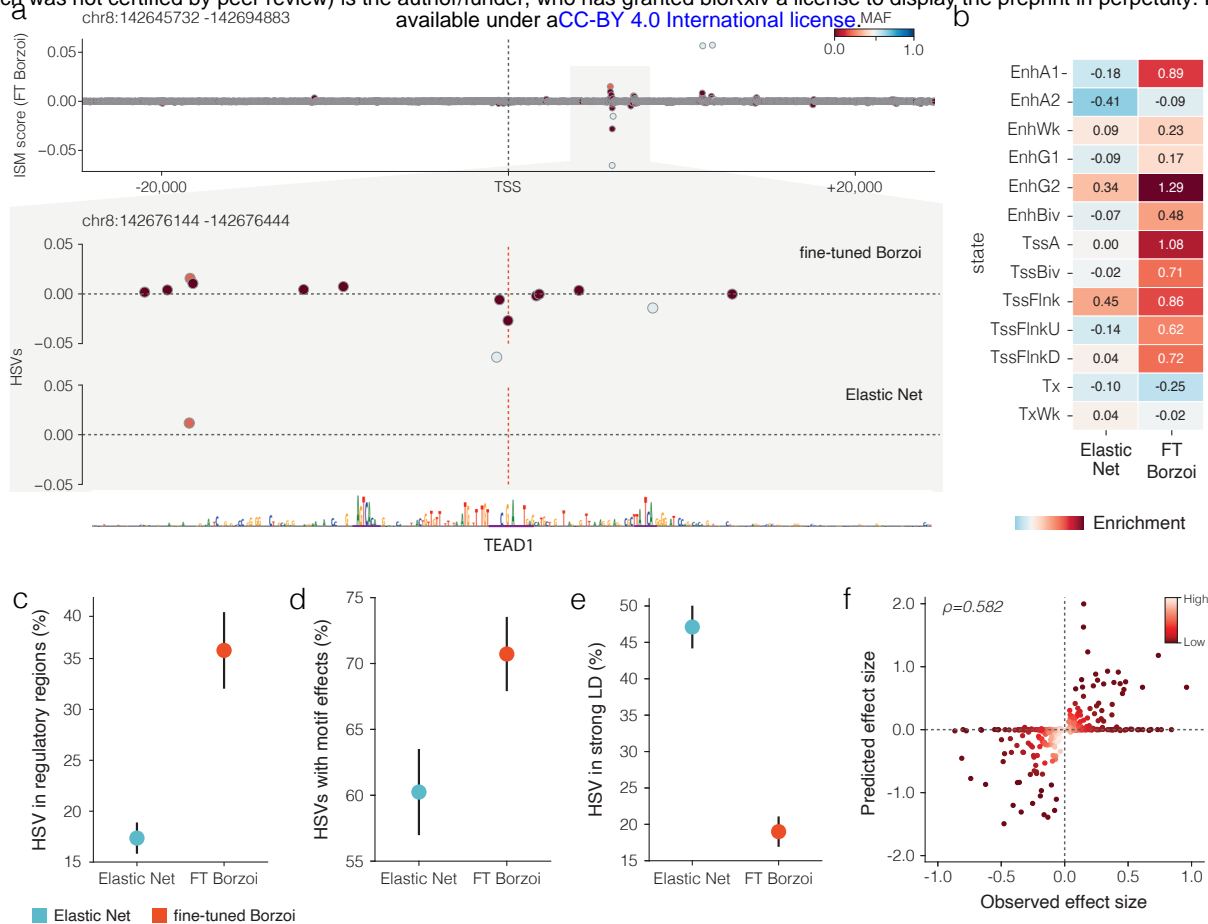 available under aCC-BY 4.0 International license.
a
chr8:142645732 -142694883
MAF
0.0
1.0
ISM score (FT Borzoi)
0.05
0.00
−0.05
-20,000
TSS
+20,000
chr8:142676144 -142676444
HSVs
0.05
0.00
−0.05
fine-tuned Borzoi
0.05
0.00
−0.05
Elastic Net
TEAD1
b
state
EnhA1 -0.18 0.89
EnhA2 -0.41 -0.09
EnhWk 0.09 0.23
EnhG1 -0.09 0.17
EnhG2 0.34 1.29
EnhBiv -0.07 0.48
TssA 0.00 1.08
TssBiv -0.02 0.71
TssFlnk 0.45 0.86
TssFlnkU -0.14 0.62
TssFlnkD 0.04 0.72
Tx -0.10 -0.25
TxWk 0.04 -0.02
Elastic Net
FT Borzoi
Enrichment
c
HSV in regulatory regions (%)
40
35
30
25
20
15
Elastic Net FT Borzoi
d
HSVs with motif effects (%)
75
70
65
60
55
Elastic Net FT Borzoi
e
HSV in strong LD (%)
50
45
40
35
30
25
20
15
Elastic Net FT Borzoi
f
ρ=0.582
High
Low
Predicted effect size
2.0
1.0
0.0
-1.0
-2.0
-1.0 -0.5 0.0 0.5 1.0
Observed effect size
Elastic Net fine-tuned Borzoi